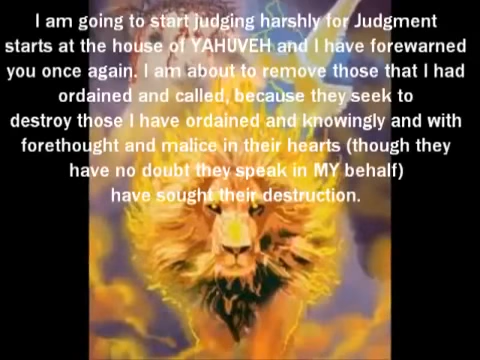 I am going to start judging harshly for Judgment
starts at the house of YAHUVEH and I have forewarned
you once again. I am about to remove those that I had
ordained and called, because they seek to
destroy those I have ordained and knowingly and with
forethought and malice in their hearts (though they
have no doubt they speak in MY behalf)
have sought their destruction.